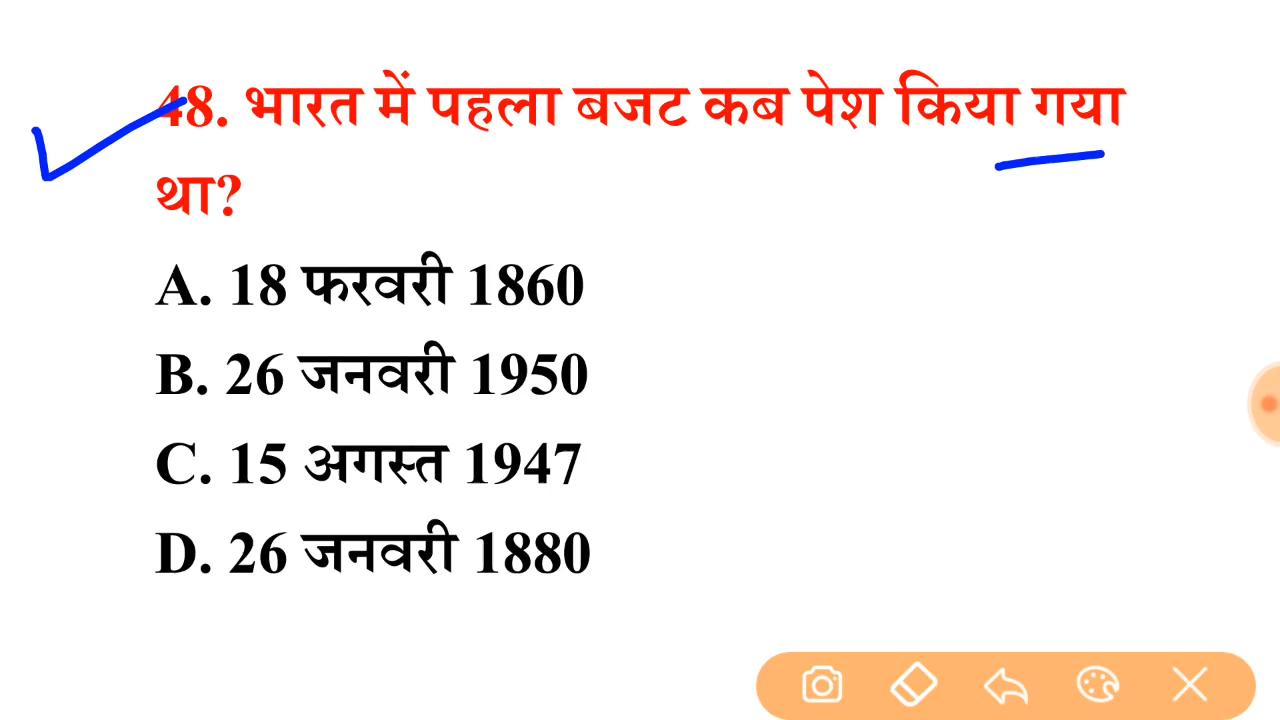 48. भारत में पहला बजट कब पेश किया गया
था?
A. 18 फरवरी 1860
B. 26 जनवरी 1950
C. 15 अगस्त 1947
D. 26 जनवरी 1880